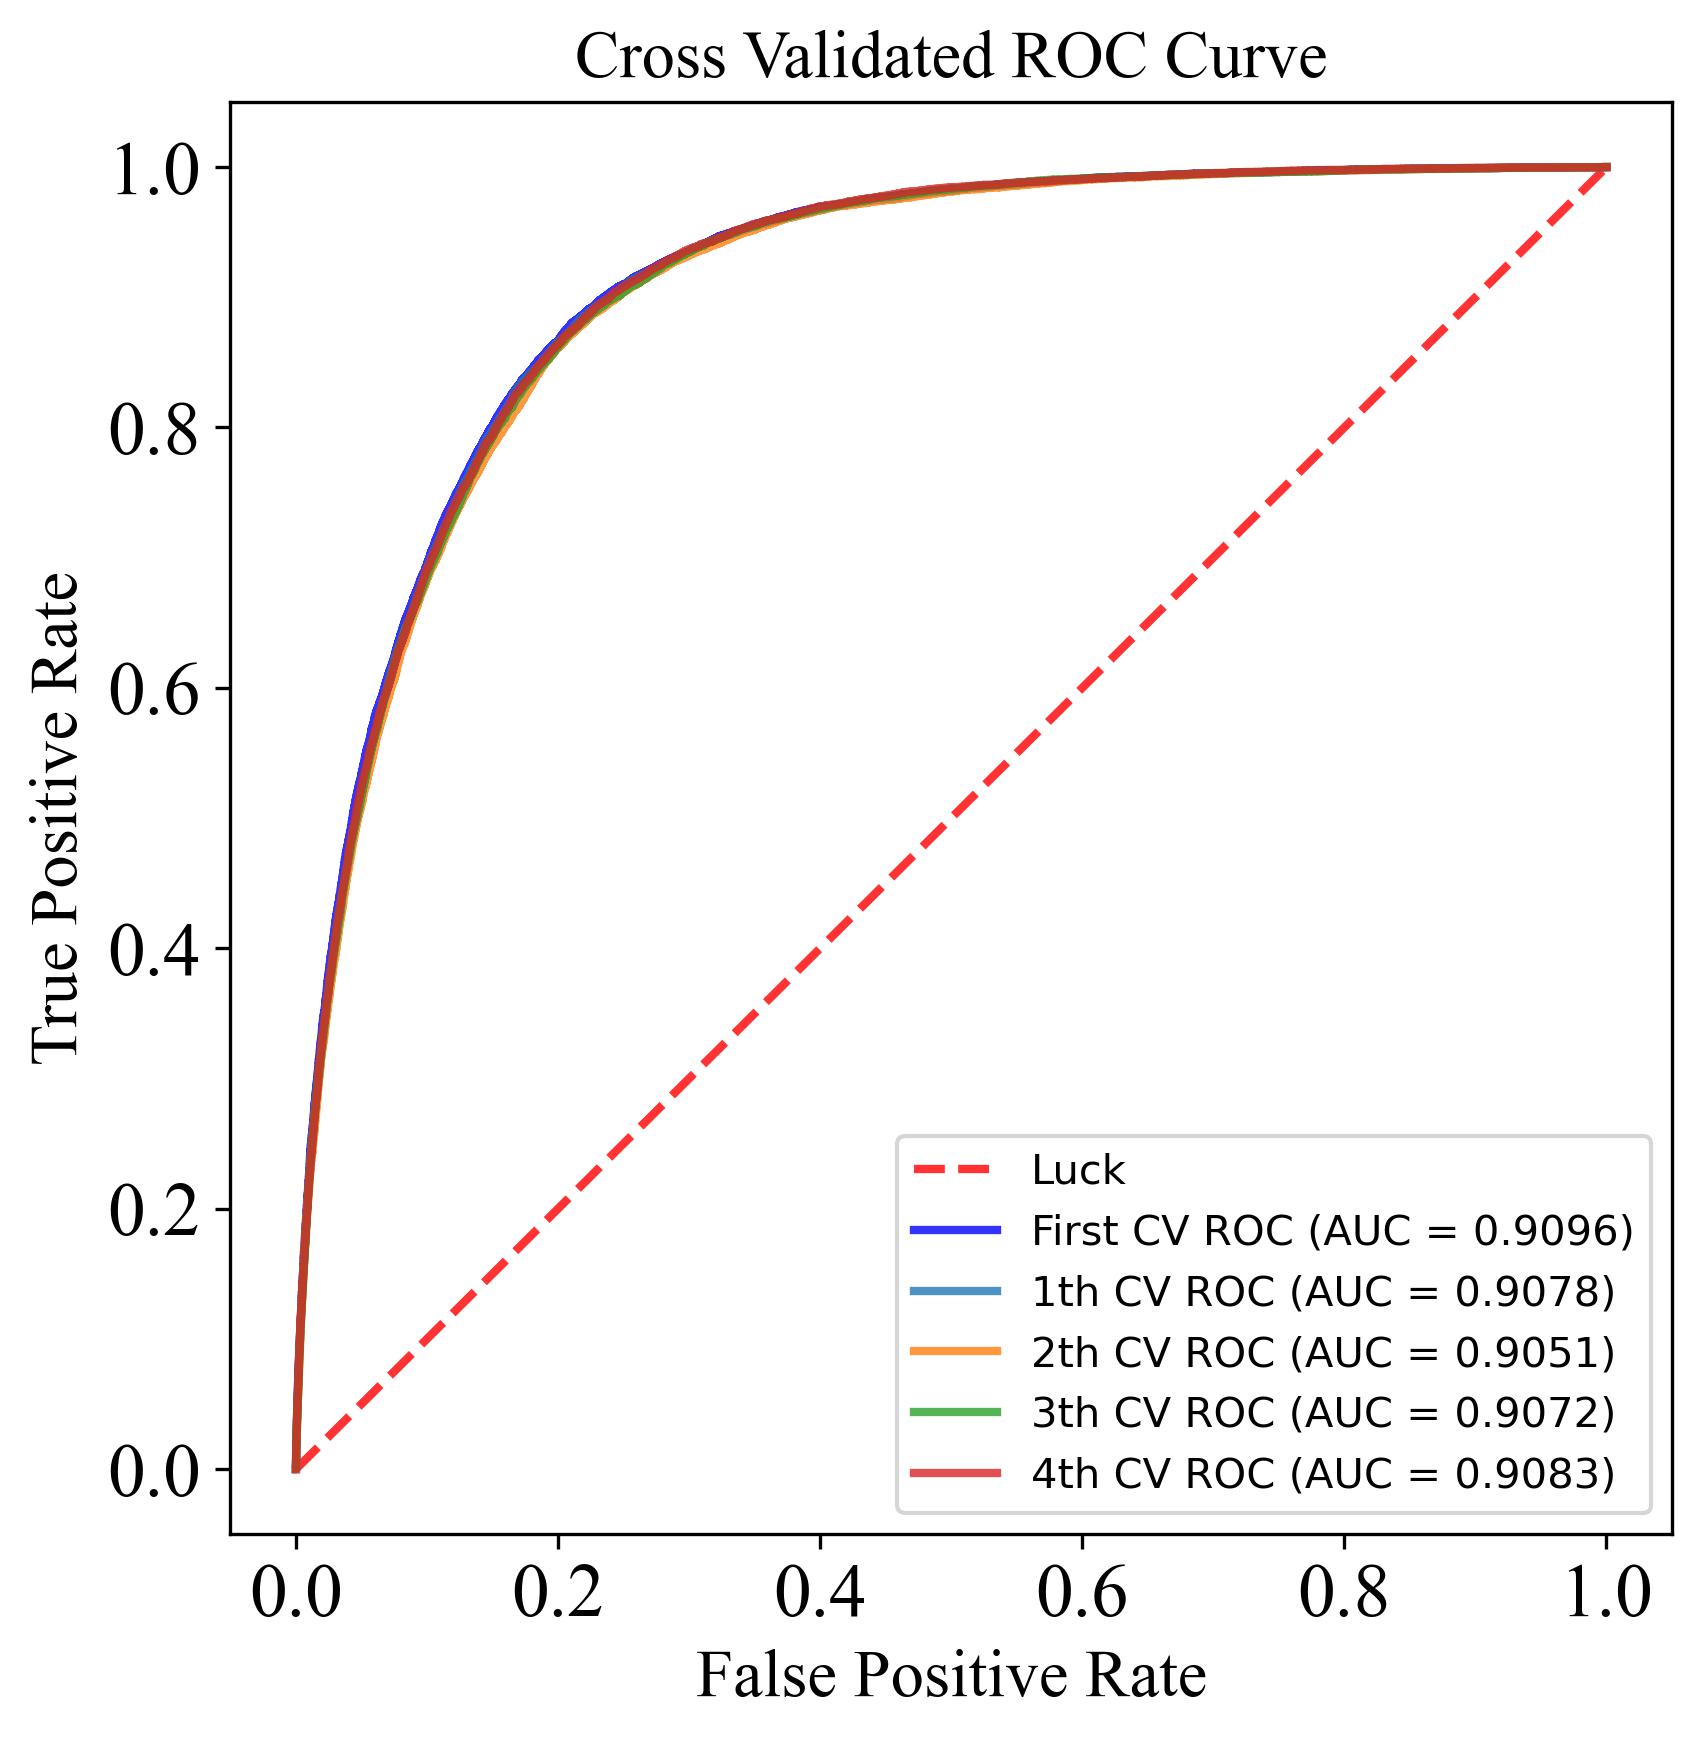 Cross Validated ROC Curve
True Positive Rate
1.0
0.8
0.6
0.4
0.2
0.0
Luck
First CV ROC (AUC = 0.9096)
1th CV ROC (AUC = 0.9078)
2th CV ROC (AUC = 0.9051)
3th CV ROC (AUC = 0.9072)
4th CV ROC (AUC = 0.9083)
0.0 0.2 0.4 0.6 0.8 1.0
False Positive Rate